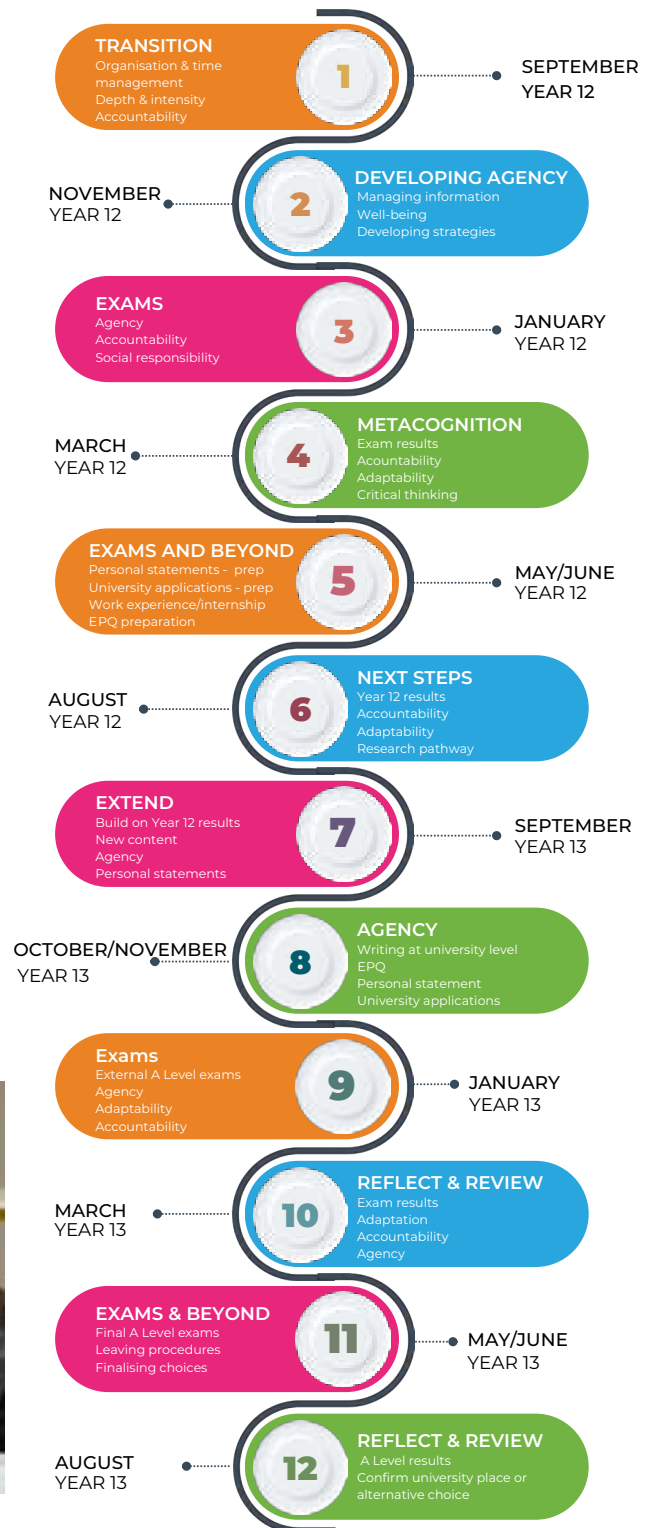 TRANSITION
Organisation & time
management
Depth & intensity
Accountability
1
SEPTEMBER
YEAR 12
NOVEMBER
YEAR 12
2
DEVELOPING AGENCY
Managing information
Well-being
Developing strategies
EXAMS
Agency
Accountability
Social responsibility
3
JANUARY
YEAR 12
MARCH
YEAR 12
4
METACOGNITION
Exam results
Acountability
Adaptability
Critical thinking
EXAMS AND BEYOND
Personal statements - prep
University applications - prep
Work experience/internship
EPQ preparation
5
MAY/JUNE
YEAR 12
AUGUST
YEAR 12
6
NEXT STEPS
Year 12 results
Accountability
Adaptability
Research pathway
EXTEND
Build on Year 12 results
New content
Agency
Personal statements
7
SEPTEMBER
YEAR 13
OCTOBER/NOVEMBER
YEAR 13
8
AGENCY
Writing at university level
EPQ
Personal statement
University applications
Exams
External A Level exams
Agency
Adaptability
Accountability
9
JANUARY
YEAR 13
MARCH
YEAR 13
10
REFLECT & REVIEW
Exam results
Adaptation
Accountability
Agency
EXAMS & BEYOND
Final A Level exams
Leaving procedures
Finalising choices
11
MAY/JUNE
YEAR 13
AUGUST
YEAR 13
12
REFLECT & REVIEW
A Level results
Confirm university place or
alternative choice